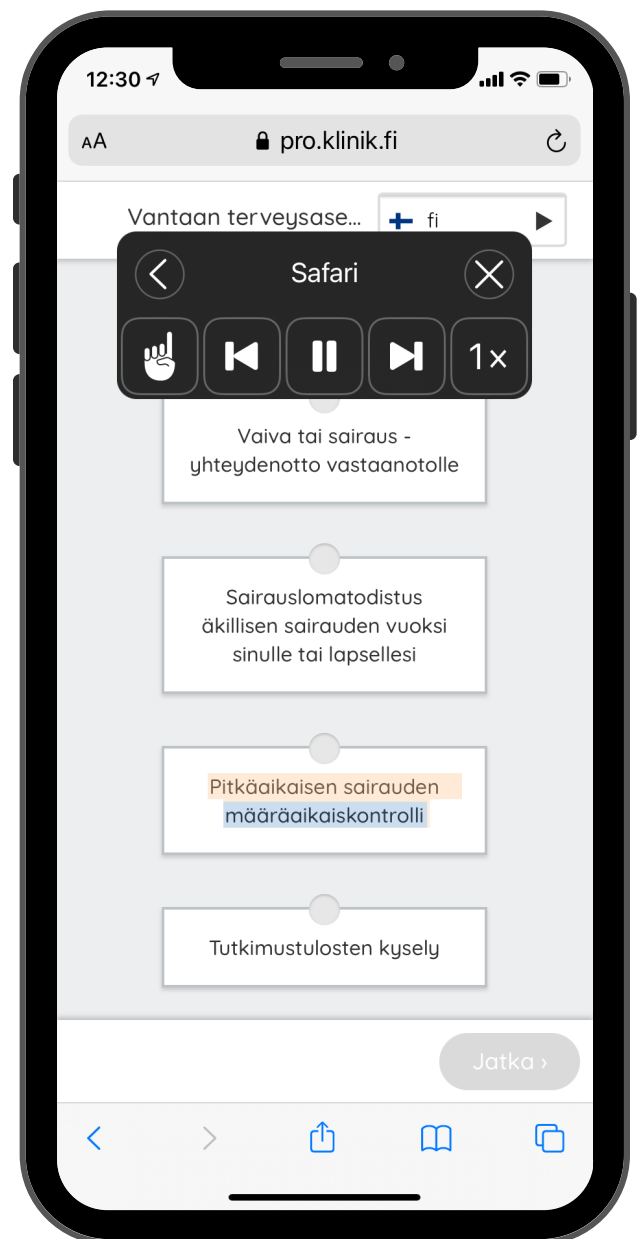 12:30
AA pro.klinik.fi
Vantaan terveysase... fi
Safari
1×
Vaiva tai sairaus -
yhteydenotto vastaanotolle
Sairauslomatodistus
äkillisen sairauden vuoksi
sinulle tai lapsellesi
Pitkäaikaisen sairauden
määräaikaiskontrolli
Tutkimustulosten kysely
Jatka ›